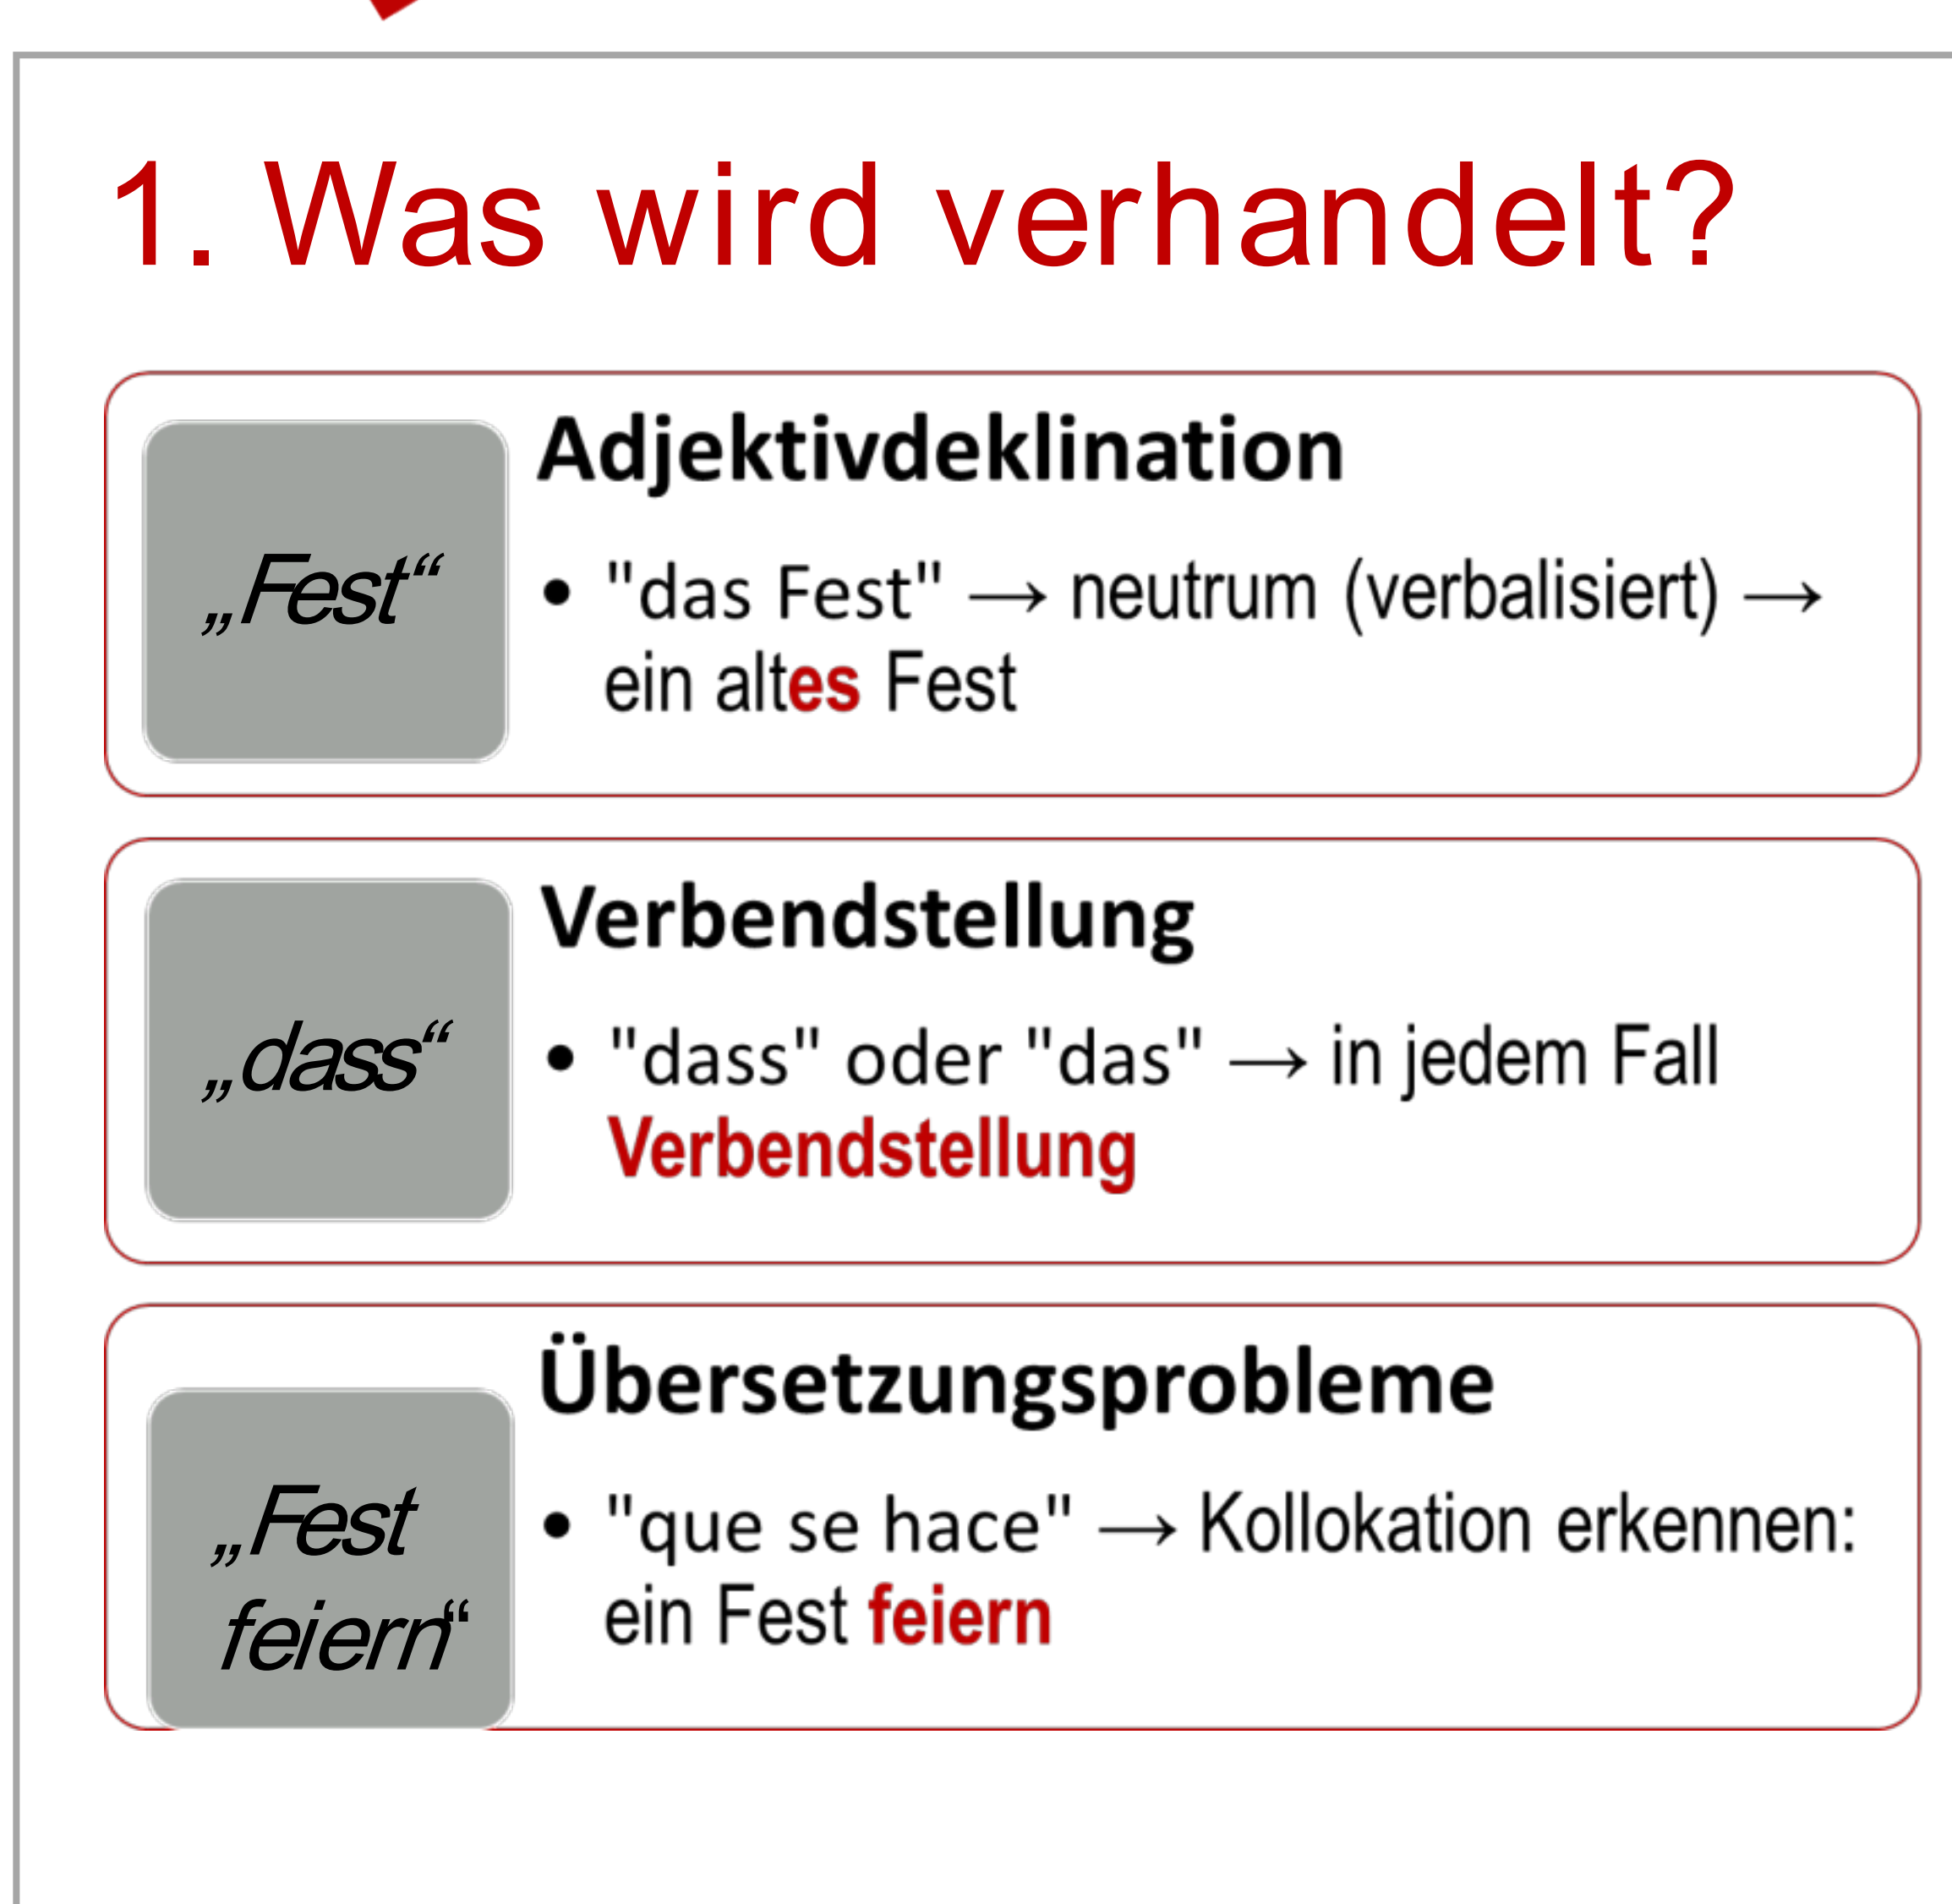 1. Was wird verhandelt?
„Fest“
Adjektivdeklination
• "das Fest" → neutrum (verbalisiert) →
ein altes Fest
„dass“
Verbendstellung
• "dass" oder "das" → in jedem Fall
Verbendstellung
„Fest
feiern“
Übersetzungsprobleme
• "que se hace" → Kollokation erkennen:
ein Fest feiern